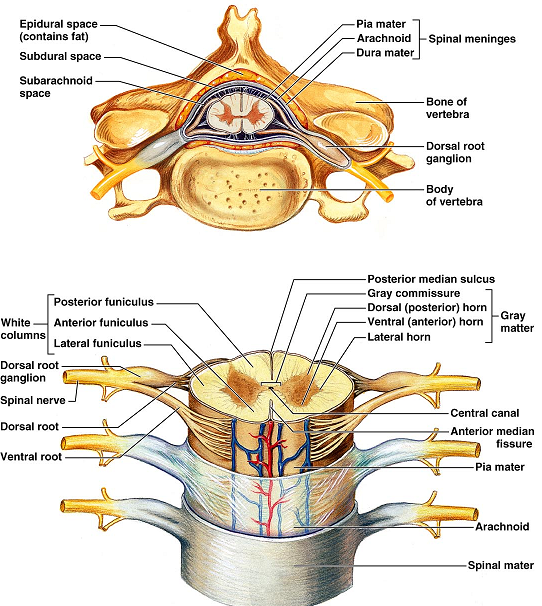 Epidural space
(contains fat)
Subdural space
Subarachnoid
space
Pia mater
Arachnoid
Dura mater
Spinal meninges
Bone of
vertebra
Dorsal root
ganglion
Body
of vertebra
Posterior median sulcus
Gray commissure
Dorsal (posterior) horn
Ventral (anterior) horn
Lateral horn
Gray
matter
Posterior funiculus
Anterior funiculus
Lateral funiculus
White
columns
Dorsal root
ganglion
Spinal nerve
Dorsal root
Ventral root
Central canal
Anterior median
fissure
Pia mater
Arachnoid
Spinal mater